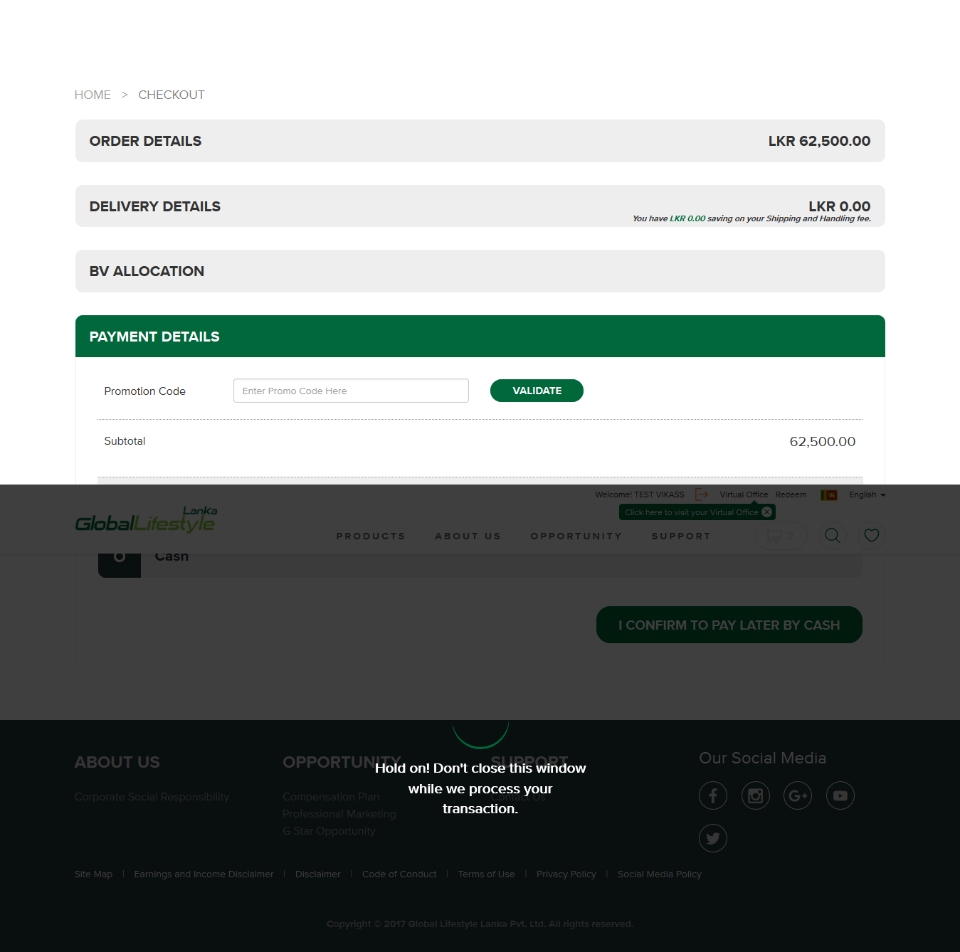 HOME > CHECKOUT
ORDER DETAILS LKR 62,500.00
DELIVERY DETAILS LKR 0.00
You have LKR 0.00 saving on your Shipping and Handling fee.
BV ALLOCATION
PAYMENT DETAILS
Promotion Code Enter Promo Code Here VALIDATE
Subtotal 62,500.00
Welcome! TEST VIKASS Virtual Office Redeem English
Lanka
GlobalLifestyle
Click here to visit your Virtual Office
PRODUCTS ABOUT US OPPORTUNITY SUPPORT
Cash
I CONFIRM TO PAY LATER BY CASH
ABOUT US OPPORTUNITY SUPPORT Our Social Media
Hold on! Don't close this window
while we process your
transaction.
Corporate Social Responsibility Compensation Plan Contact Us
Professional Marketing
G Star Opportunity
Site Map | Earnings and Income Disclaimer | Disclaimer | Code of Conduct | Terms of Use | Privacy Policy | Social Media Policy
Copyright © 2017 Global Lifestyle Lanka Pvt. Ltd. All rights reserved.